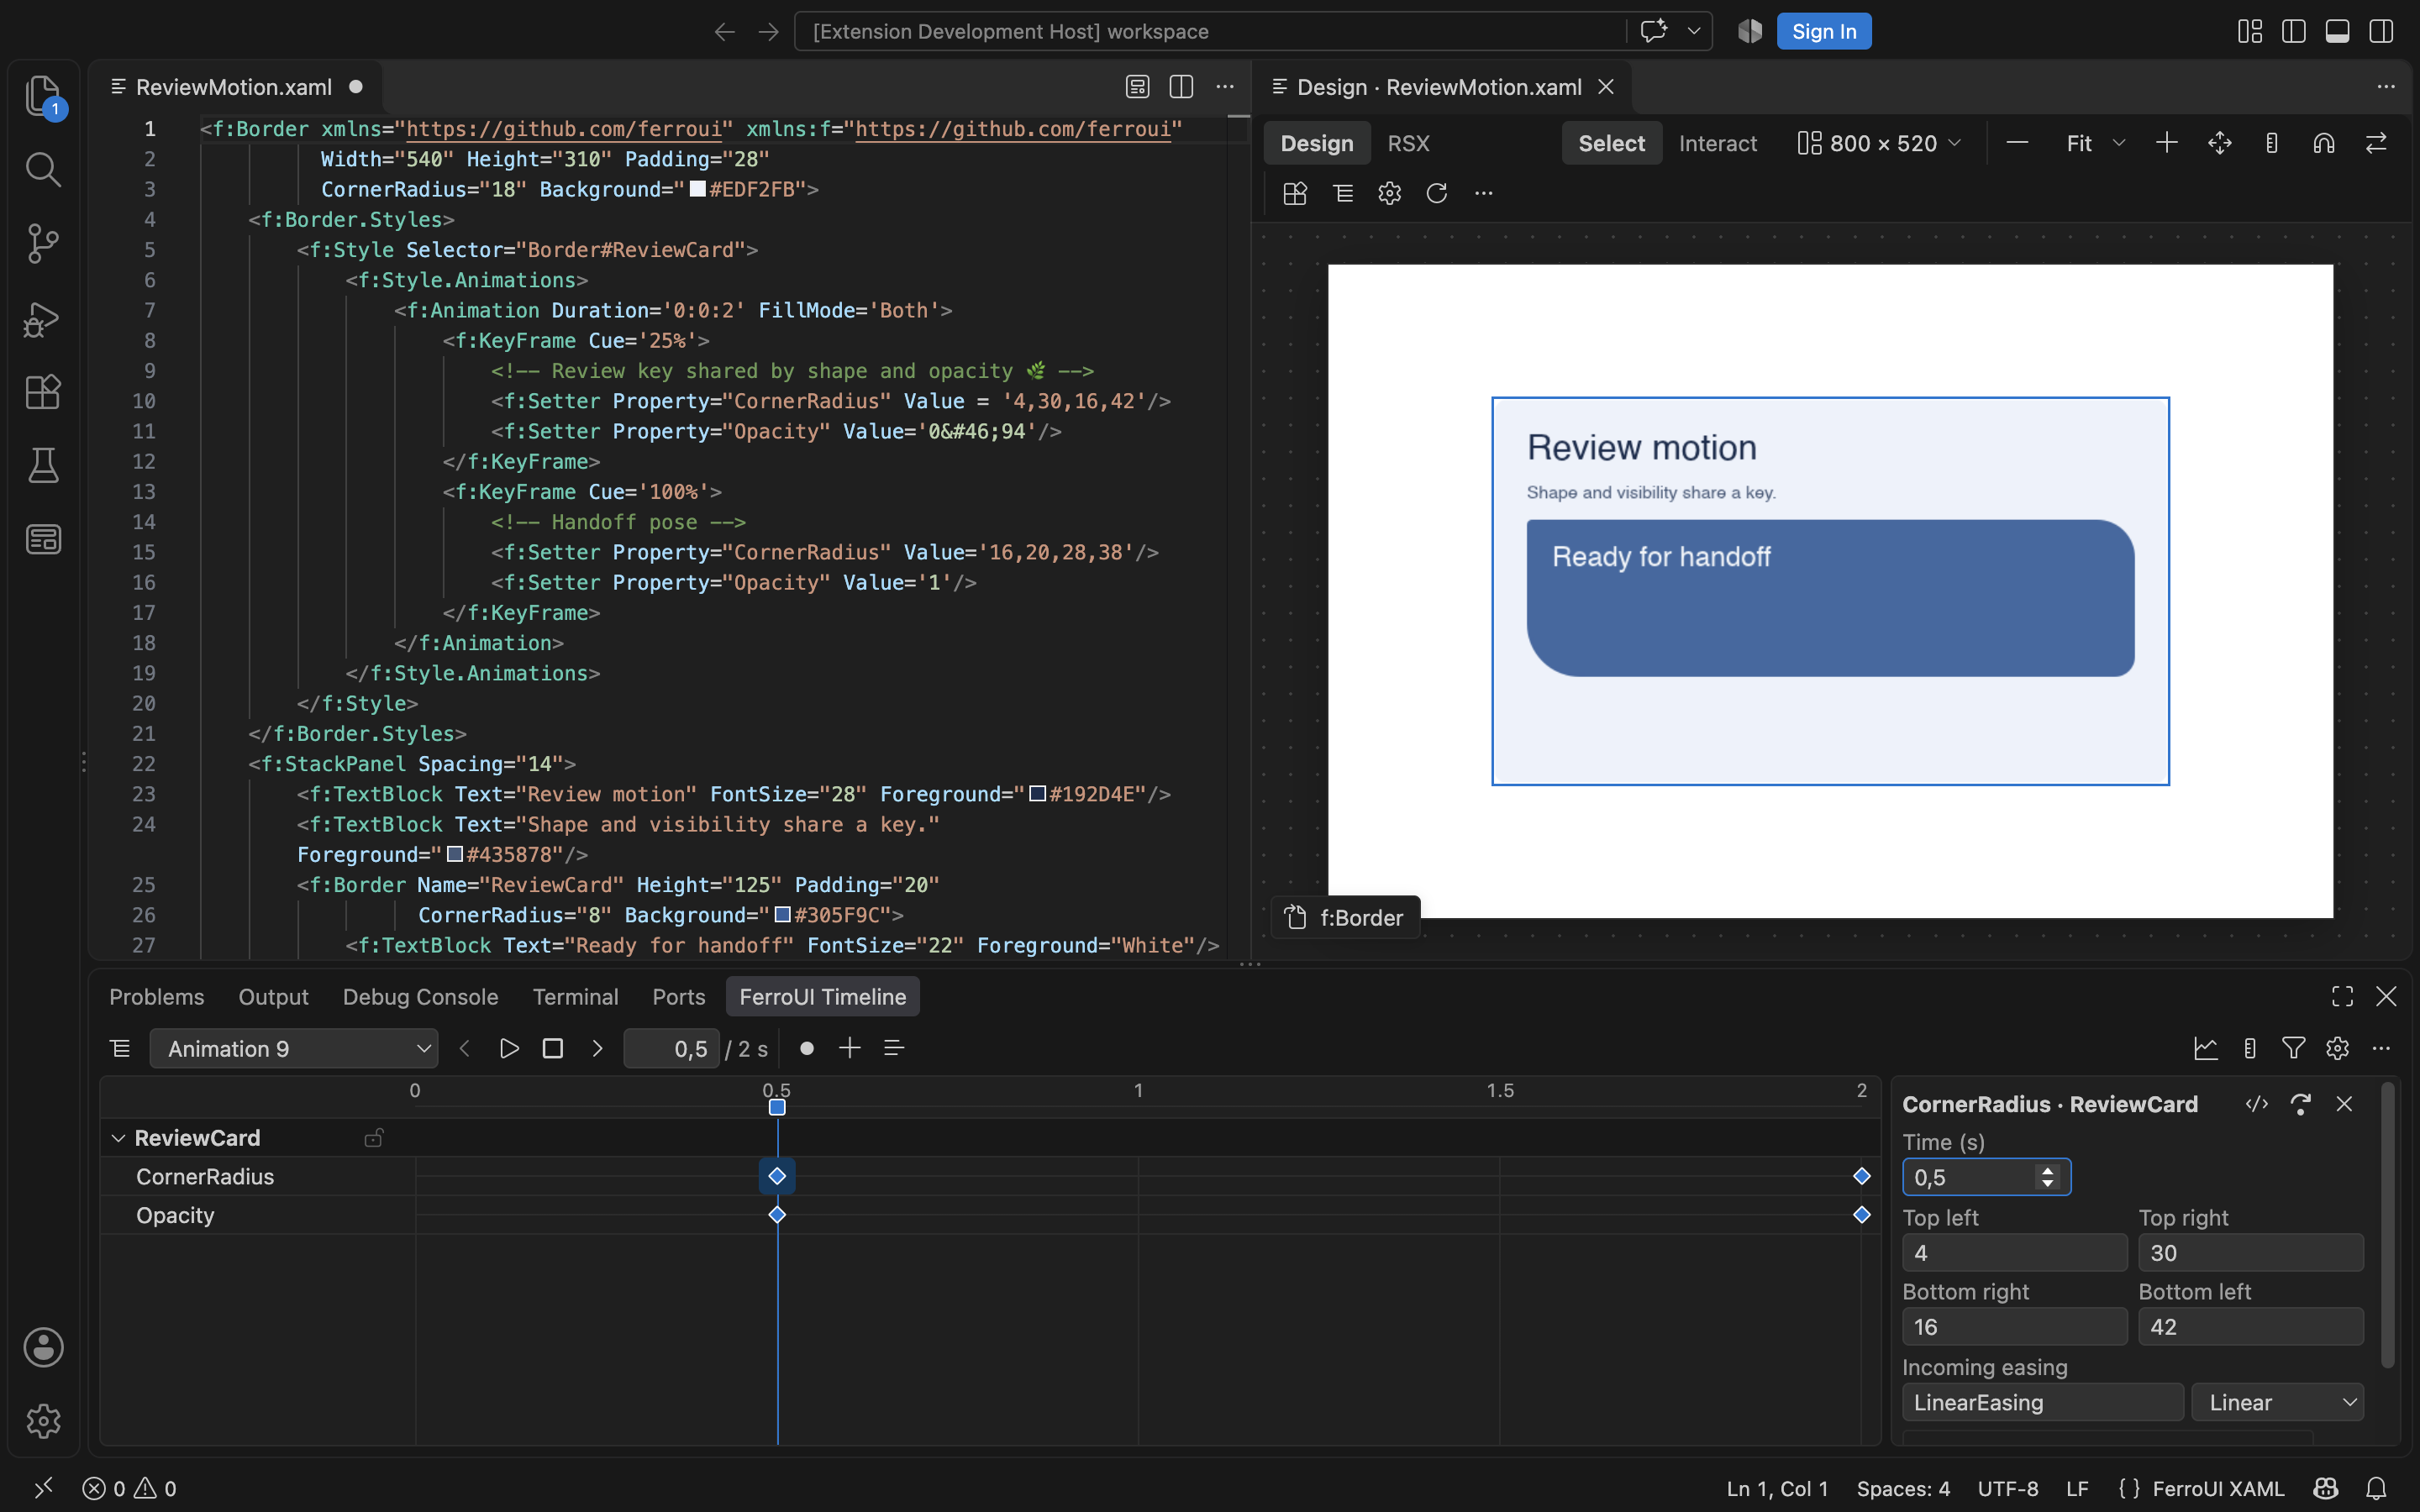 [Extension Development Host] workspace
Sign In
1
ReviewMotion.xaml
1 <f:Border xmlns="https://github.com/ferroui" xmlns:f="https://github.com/ferroui"
2 Width="540" Height="310" Padding="28"
3 CornerRadius="18" Background="#EDF2FB">
4 <f:Border.Styles>
5 <f:Style Selector="Border#ReviewCard">
6 <f:Style.Animations>
7 <f:Animation Duration='0:0:2' FillMode='Both'>
8 <f:KeyFrame Cue='25%'>
9 <!-- Review key shared by shape and opacity 🌿 -->
10 <f:Setter Property="CornerRadius" Value = '4,30,16,42'/>
11 <f:Setter Property="Opacity" Value='0&#46;94'/>
12 </f:KeyFrame>
13 <f:KeyFrame Cue='100%'>
14 <!-- Handoff pose -->
15 <f:Setter Property="CornerRadius" Value='16,20,28,38'/>
16 <f:Setter Property="Opacity" Value='1'/>
17 </f:KeyFrame>
18 </f:Animation>
19 </f:Style.Animations>
20 </f:Style>
21 </f:Border.Styles>
22 <f:StackPanel Spacing="14">
23 <f:TextBlock Text="Review motion" FontSize="28" Foreground="#192D4E"/>
24 <f:TextBlock Text="Shape and visibility share a key."
Foreground="#435878"/>
25 <f:Border Name="ReviewCard" Height="125" Padding="20"
26 CornerRadius="8" Background="#305F9C">
27 <f:TextBlock Text="Ready for handoff" FontSize="22" Foreground="White"/>
Design · ReviewMotion.xaml
Design RSX Select Interact 800 × 520 Fit
Review motion
Shape and visibility share a key.
Ready for handoff
f:Border
Problems Output Debug Console Terminal Ports FerroUI Timeline
Animation 9 0,5 / 2 s
0 0.5 1 1.5 2
ReviewCard
CornerRadius
Opacity
CornerRadius · ReviewCard
Time (s)
0,5
Top left Top right
4 30
Bottom right Bottom left
16 42
Incoming easing
LinearEasing Linear
0 0
Ln 1, Col 1 Spaces: 4 UTF-8 LF { } FerroUI XAML